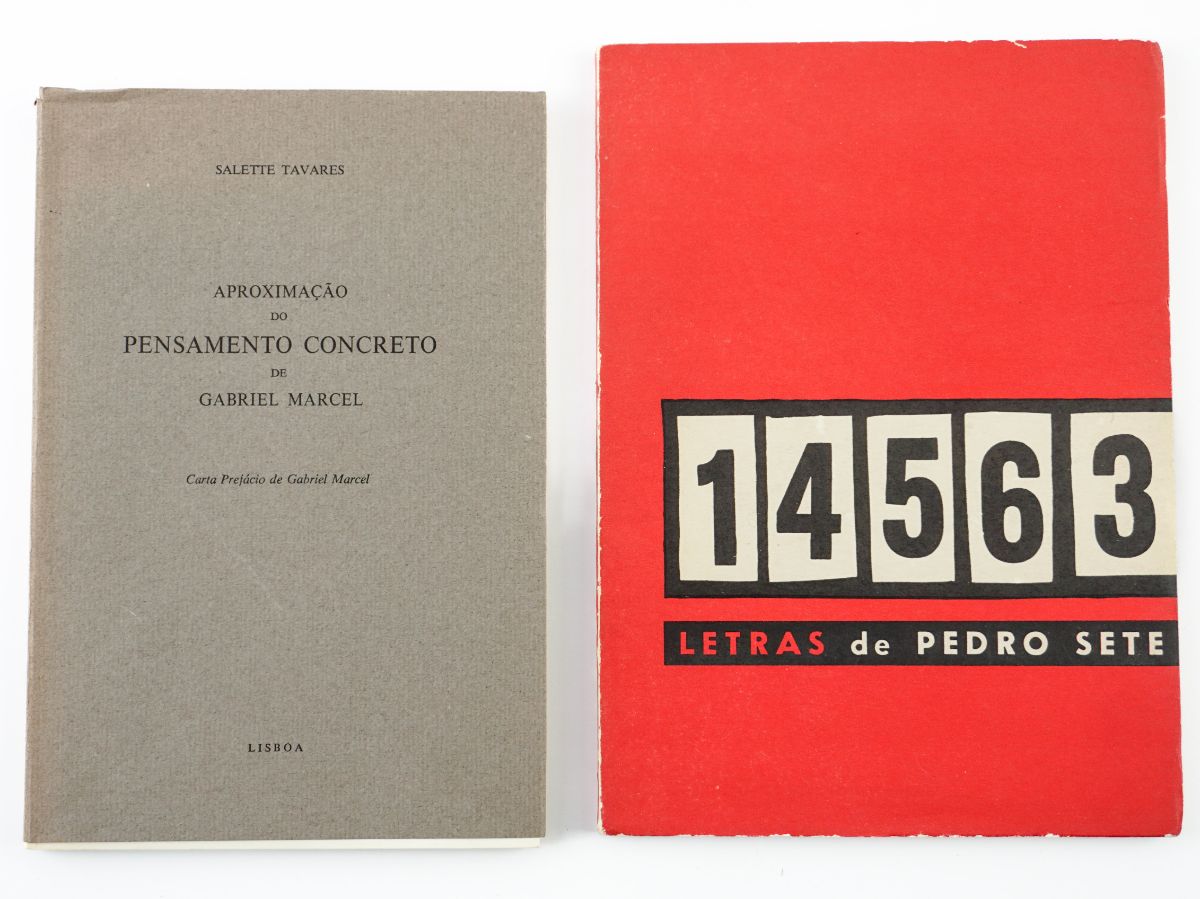 SALETTE TAVARES
APROXIMAÇÃO
DO
PENSAMENTO CONCRETO
DE
GABRIEL MARCEL
Carta Prefácio de Gabriel Marcel
LISBOA
14563
LETRAS de PEDRO SETE